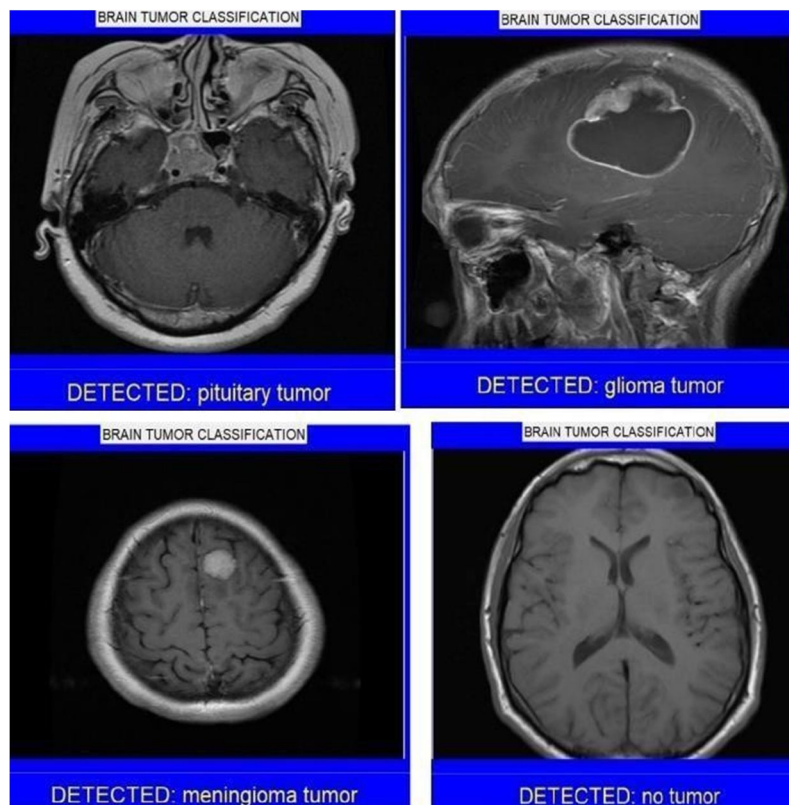 BRAIN TUMOR CLASSIFICATION
DETECTED: pituitary tumor
BRAIN TUMOR CLASSIFICATION
DETECTED: glioma tumor
BRAIN TUMOR CLASSIFICATION
DETECTED: meningioma tumor
BRAIN TUMOR CLASSIFICATION
DETECTED: no tumor